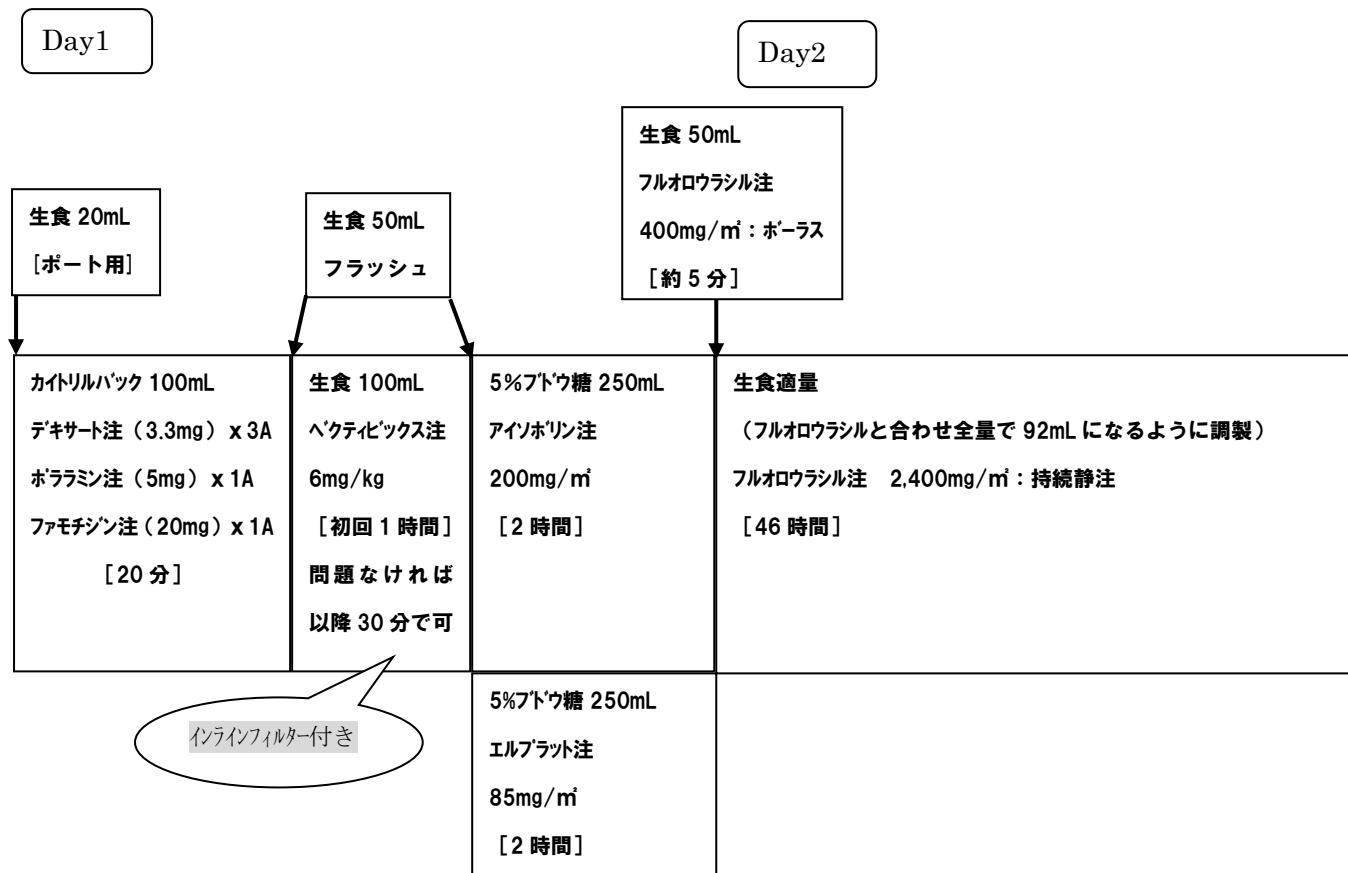 Day1
Day2
生食 50mL
フルオロウラシル注
400mg/㎡：ボーラス
［約 5 分］
生食 20mL
［ポート用］
生食 50mL
フラッシュ
カイトリルバック 100mL
デキサート注（3.3mg）x 3A
ポララミン注（5mg）x 1A
ファモチジン注（20mg）x 1A
［20 分］
生食 100mL
ベクティビックス注
6mg/kg
［初回 1 時間］
問題なければ
以降 30 分で可
5%ブドウ糖 250mL
アイソボリン注
200mg/㎡
［2 時間］
生食適量
（フルオロウラシルと合わせ全量で 92mL になるように調製）
フルオロウラシル注　2,400mg/㎡：持続静注
［46 時間］
インラインフィルター付き
5%ブドウ糖 250mL
エルプラット注
85mg/㎡
［2 時間］